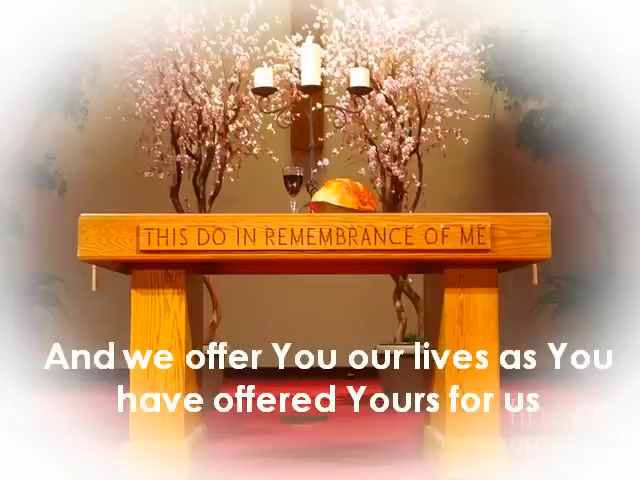 THIS DO IN REMEMBRANCE OF ME
And we offer You our lives as You
have offered Yours for us